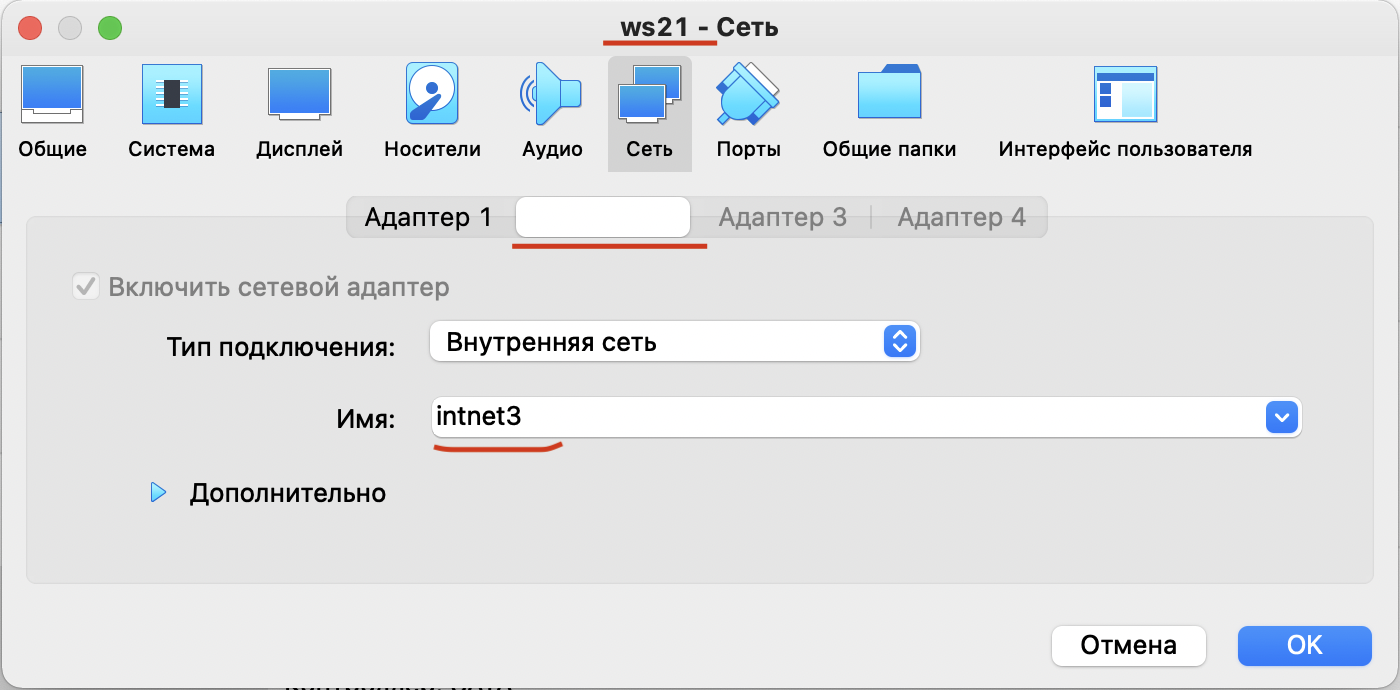 ws21 - Сеть
Общие
Система
Дисплей
Носители
Аудио
Сеть
Порты
Общие папки
Интерфейс пользователя
Адаптер 1
Адаптер 3
Адаптер 4
Включить сетевой адаптер
Тип подключения:
Внутренняя сеть
Имя:
intnet3
Дополнительно
Отмена
OK